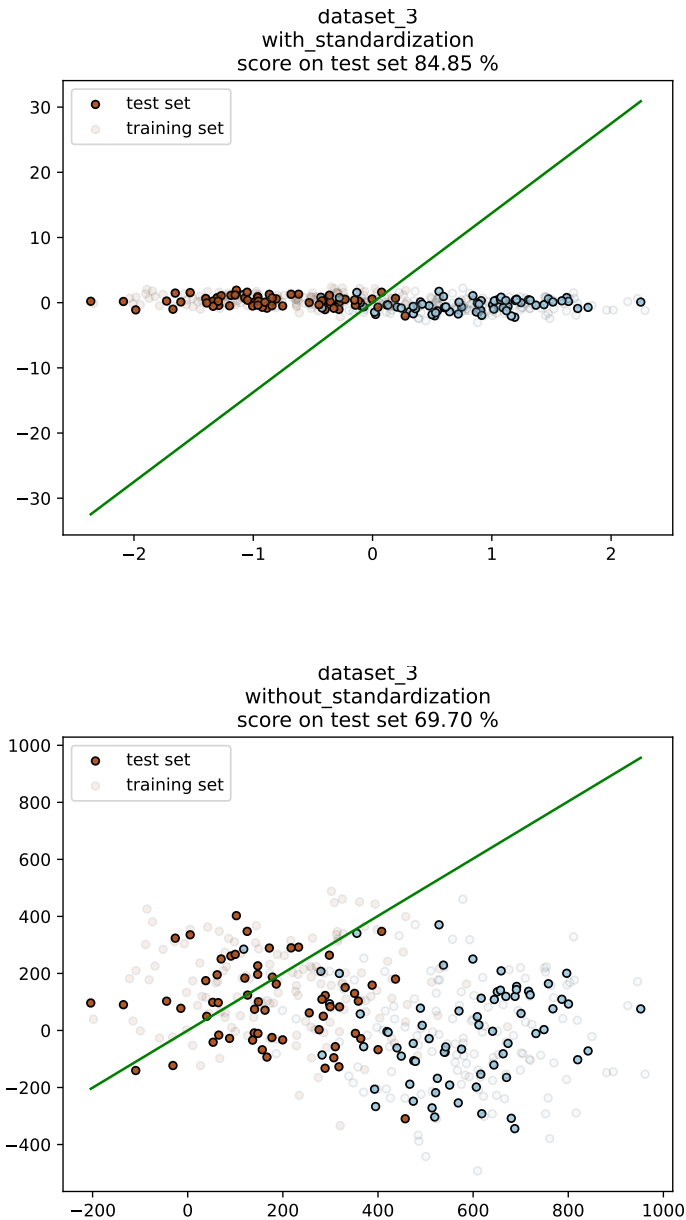 dataset_3
with_standardization
score on test set 84.85 %
test set
training set
30
20
10
0
−10
−20
−30
−2 −1 0 1 2
dataset_3
without_standardization
score on test set 69.70 %
test set
training set
1000
800
600
400
200
0
−200
−400
−200 0 200 400 600 800 1000